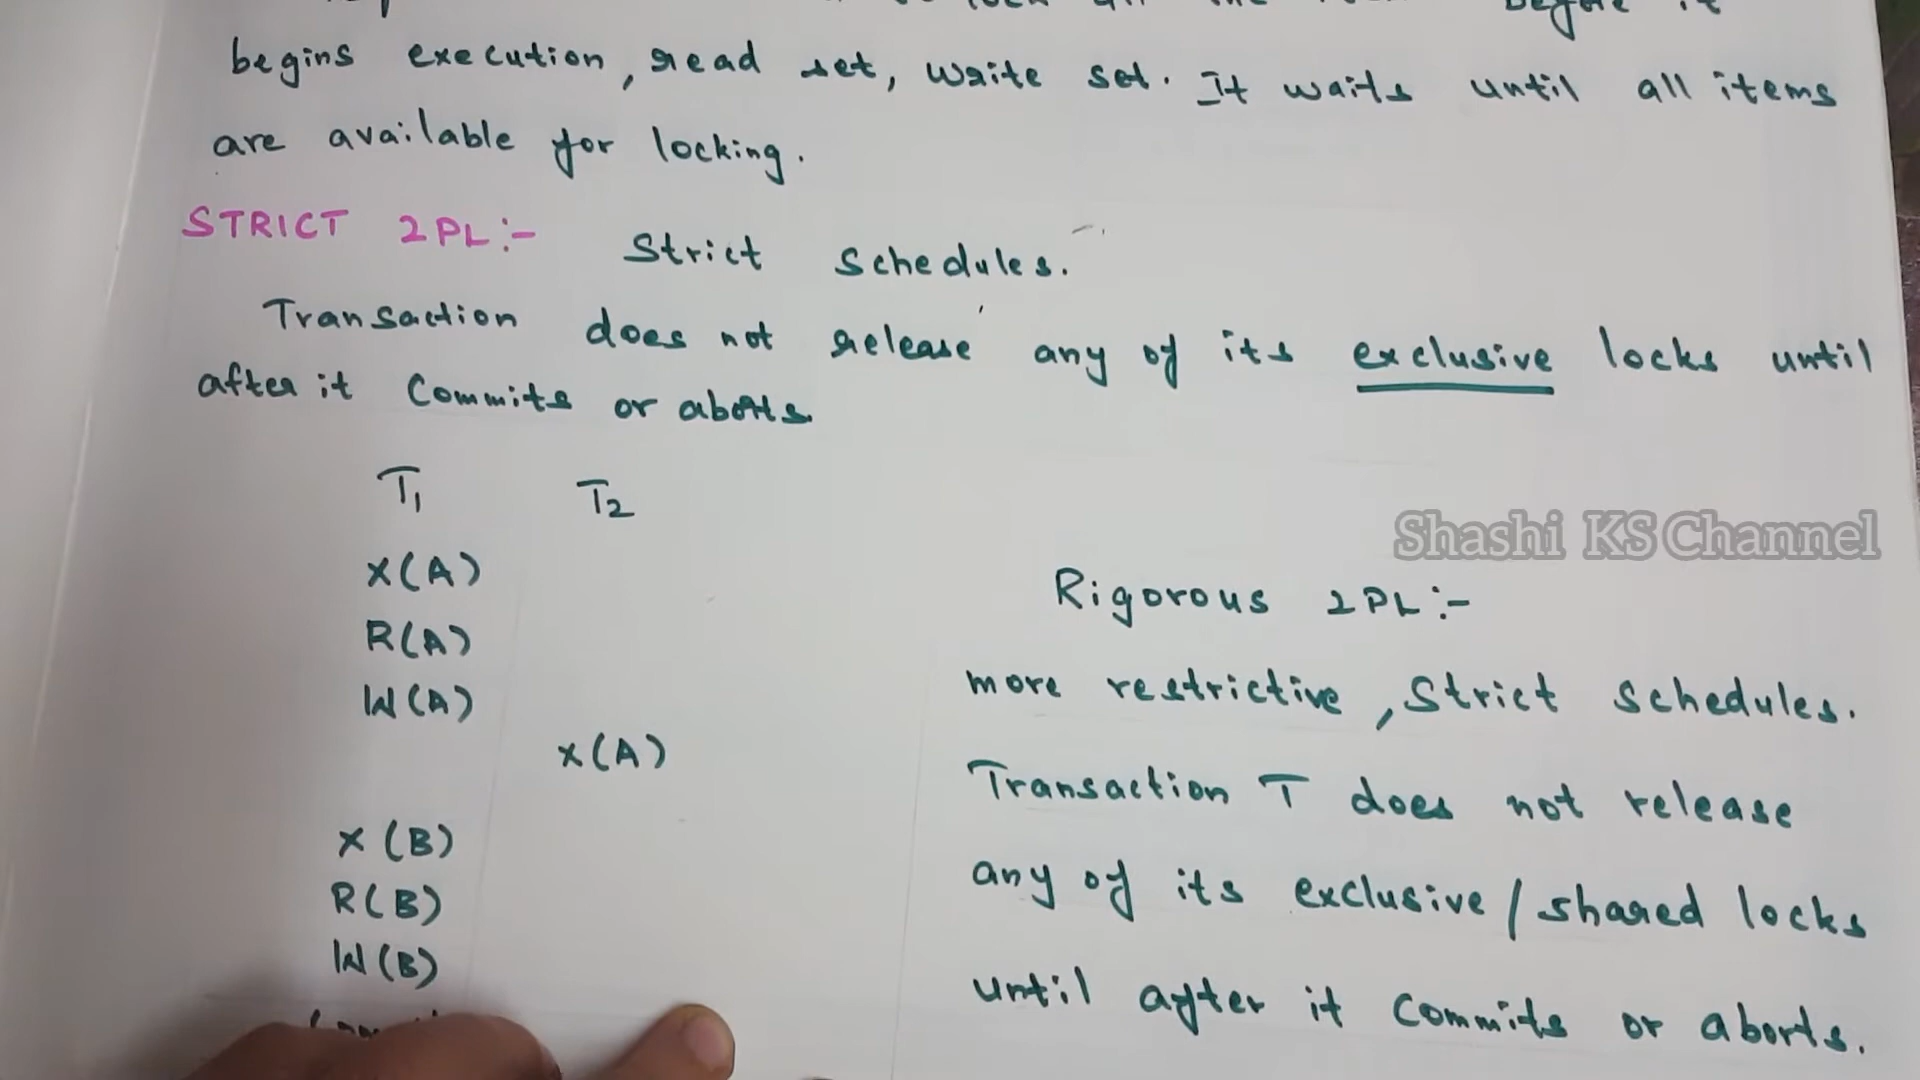 all
begins execution, read set, write set. It waits until all items
are available for locking.
STRICT 2PL:- Strict schedules.
Transaction does not release any of its exclusive locks until
after it Commits or aborts.
T1 T2
X(A)
R(A)
W(A)
X(A)
X(B)
R(B)
W(B)
Shashi KS Channel
Rigorous 2PL:-
more restrictive, Strict schedules.
Transaction T does not release
any of its exclusive/shared locks
until after it commits or aborts.